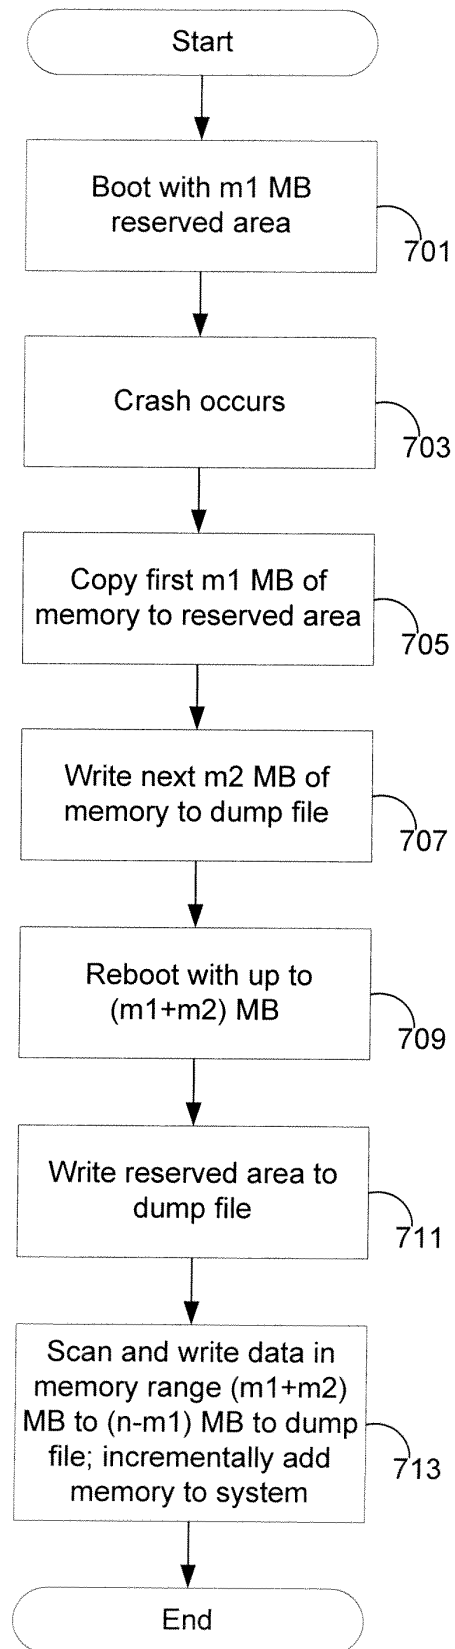 Start
Boot with m1 MB
reserved area
701
Crash occurs
703
Copy first m1 MB of
memory to reserved area
705
Write next m2 MB of
memory to dump file
707
Reboot with up to
(m1+m2) MB
709
Write reserved area to
dump file
711
Scan and write data in
memory range (m1+m2)
MB to (n-m1) MB to dump
file; incrementally add
memory to system
713
End